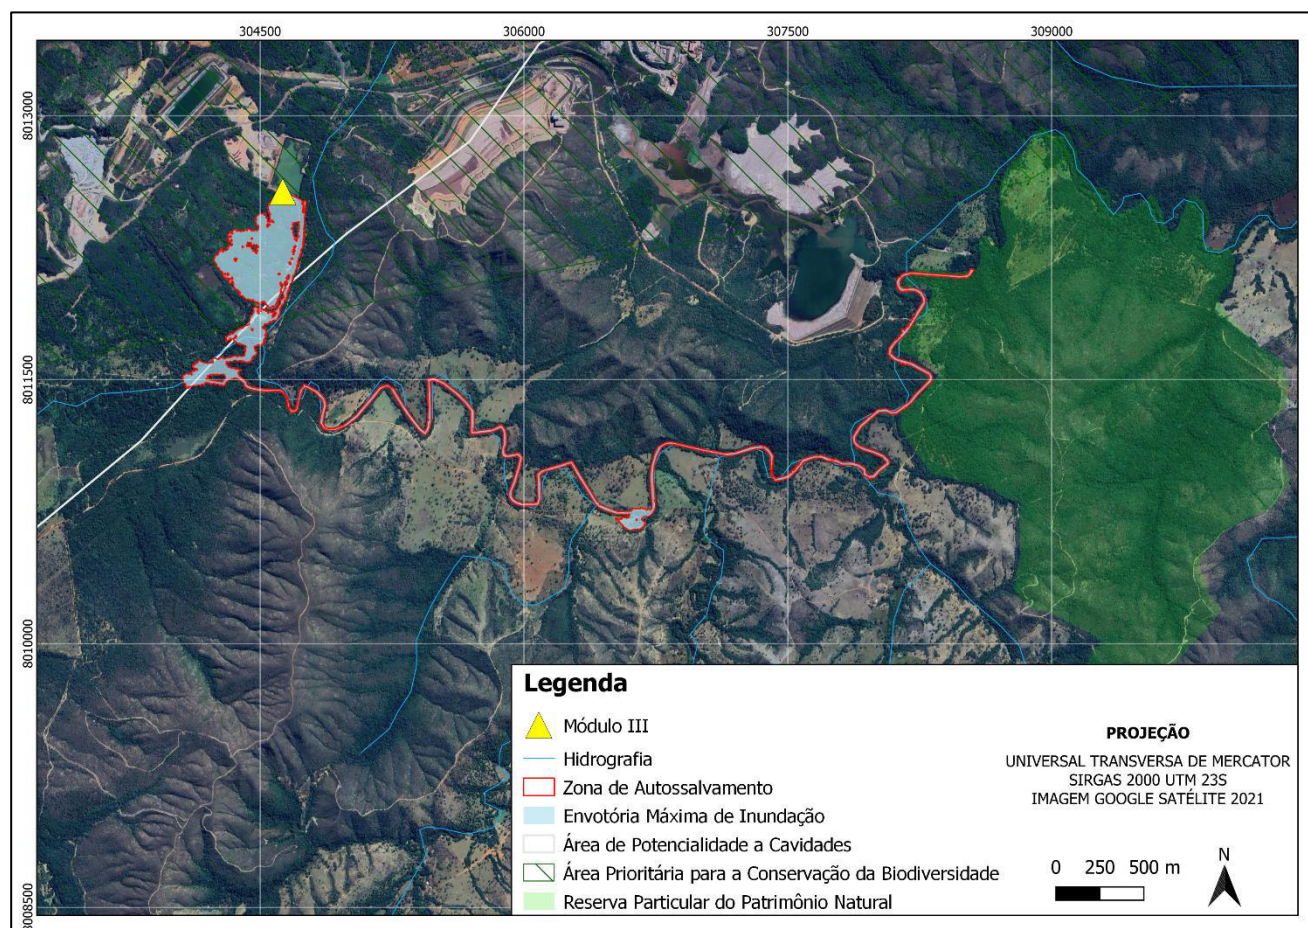 304500 306000 307500 309000
8013000
8011500
8010000
8008500
Legenda
Módulo III
Hidrografia
Zona de Autossalvamento
Envotória Máxima de Inundação
Área de Potencialidade a Cavidades
Área Prioritária para a Conservação da Biodiversidade
Reserva Particular do Patrimônio Natural
PROJEÇÃO
UNIVERSAL TRANSVERSA DE MERCATOR
SIRGAS 2000 UTM 23S
IMAGEM GOOGLE SATÉLITE 2021
0 250 500 m
N